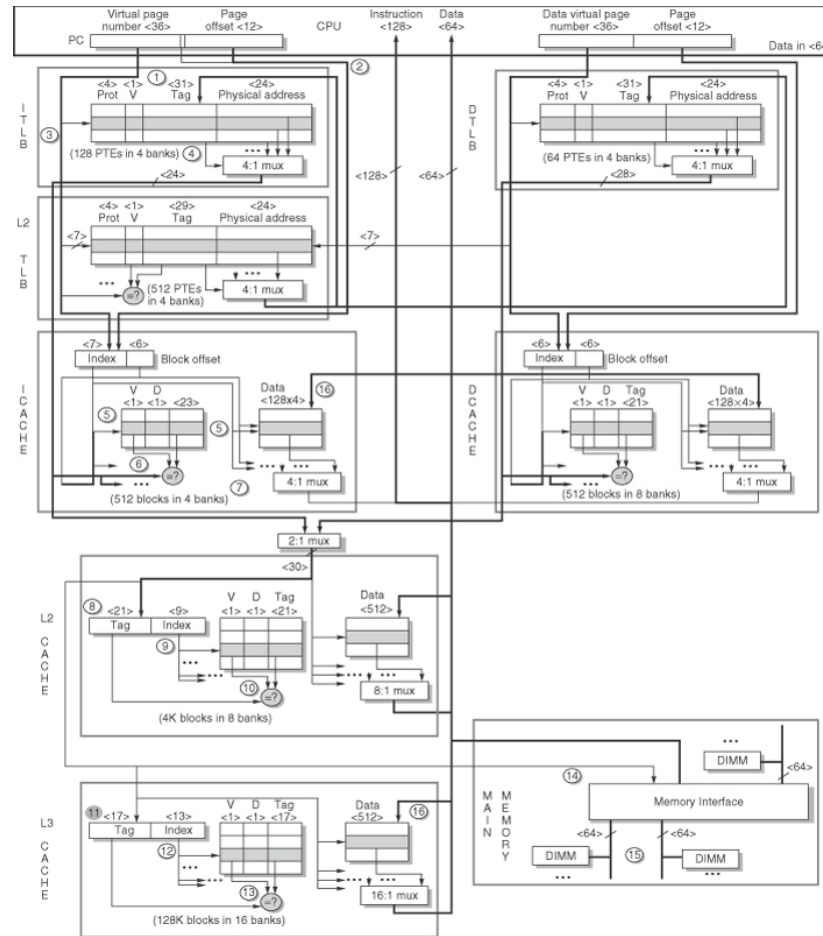 Virtual page number <36>
Page offset <12>
CPU
Instruction <128>
Data <64>
Data virtual page number <36>
Page offset <12>
PC
Data in <64
1
2
ITLB
<4> <1> <31> <24>
Prot V Tag Physical address
3
(128 PTEs in 4 banks)
4
...
4:1 mux
<24>
<128>
<64>
DTLB
<4> <1> <31> <24>
Prot V Tag Physical address
(64 PTEs in 4 banks)
...
4:1 mux
<28>
L2 TLB
<4> <1> <29> <24>
Prot V Tag Physical address
<7>
<7>
...
=?
(512 PTEs in 4 banks)
...
4:1 mux
ICACHE
<7> <6>
Index
Block offset
V D
<1> <1> <23>
5
5
6
=?
...
(512 blocks in 4 banks)
Data <128x4>
16
7
... ...
4:1 mux
DCACHE
<6> <6>
Index
Block offset
V D Tag
<1> <1> <21>
=?
...
(512 blocks in 8 banks)
Data <128×4>
... ...
4:1 mux
2:1 mux
<30>
L2 CACHE
8
<21> <9>
Tag Index
9
...
V D Tag
<1> <1> <21>
10
=?
(4K blocks in 8 banks)
Data <512>
... ...
8:1 mux
L3 CACHE
11
<17> <13>
Tag Index
12
...
V D Tag
<1> <1> <17>
13
=?
(128K blocks in 16 banks)
Data <512>
16
... ...
16:1 mux
MAIN MEMORY
...
DIMM
<64>
14
Memory Interface
<64>
<64>
15
DIMM
...
DIMM
...